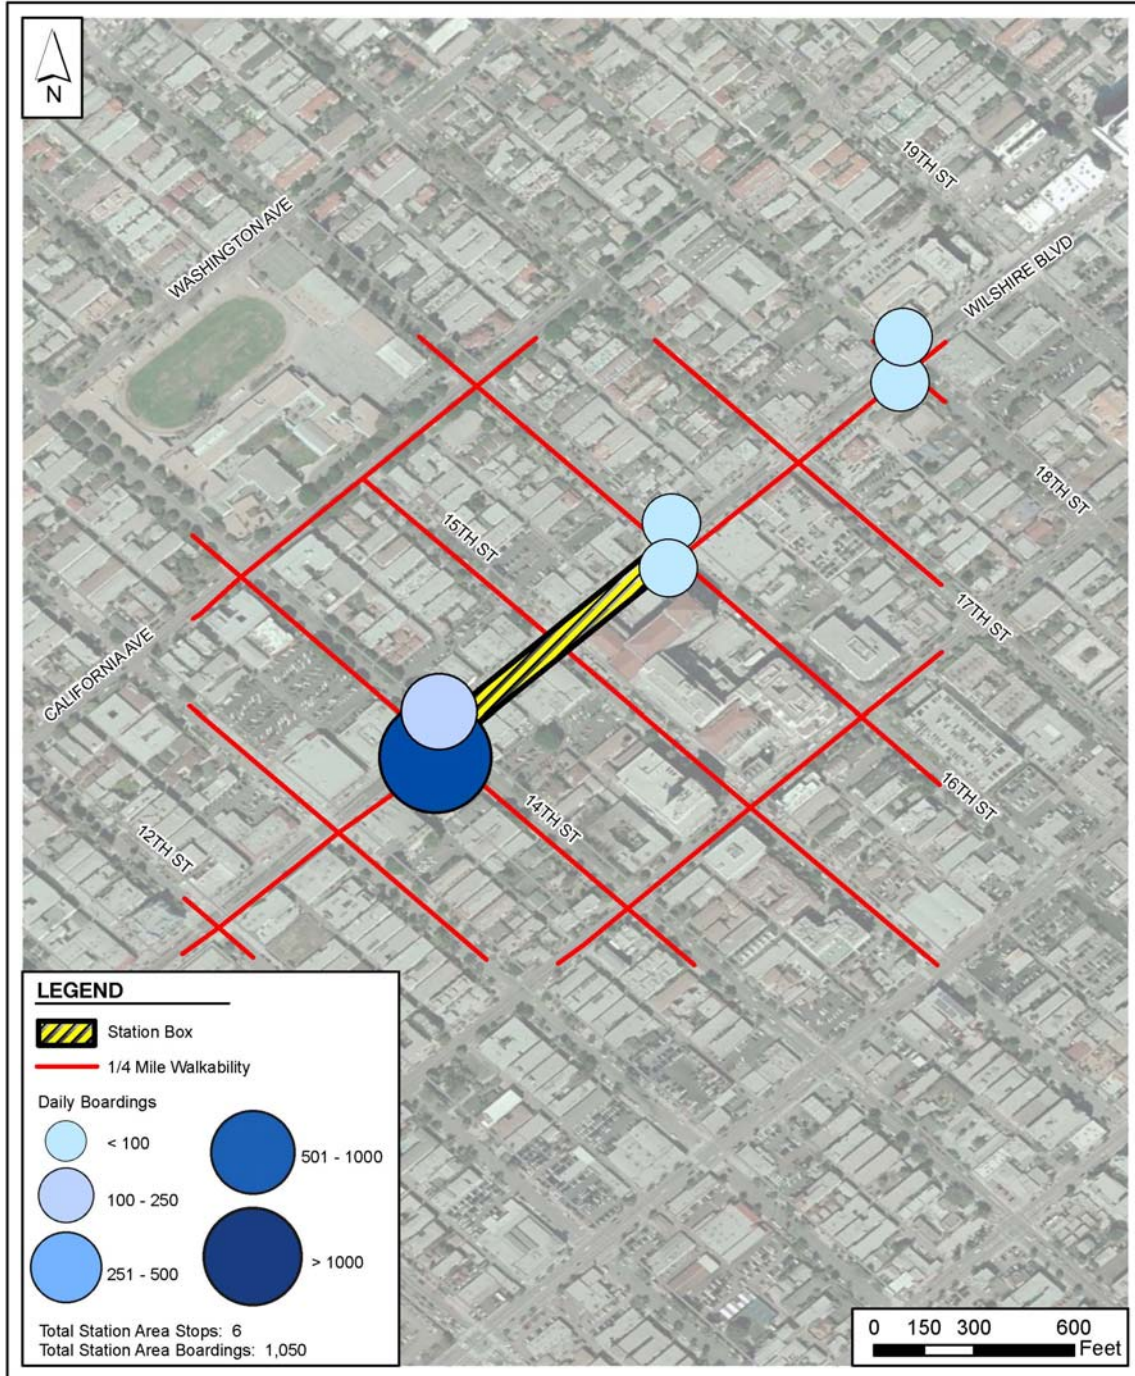 N
19TH ST
WASHINGTON AVE
WILSHIRE BLVD
18TH ST
15TH ST
17TH ST
CALIFORNIA AVE
16TH ST
14TH ST
12TH ST
LEGEND
Station Box
1/4 Mile Walkability
Daily Boardings
< 100
501 - 1000
100 - 250
> 1000
251 - 500
Total Station Area Stops: 6
Total Station Area Boardings: 1,050
0 150 300 600
Feet